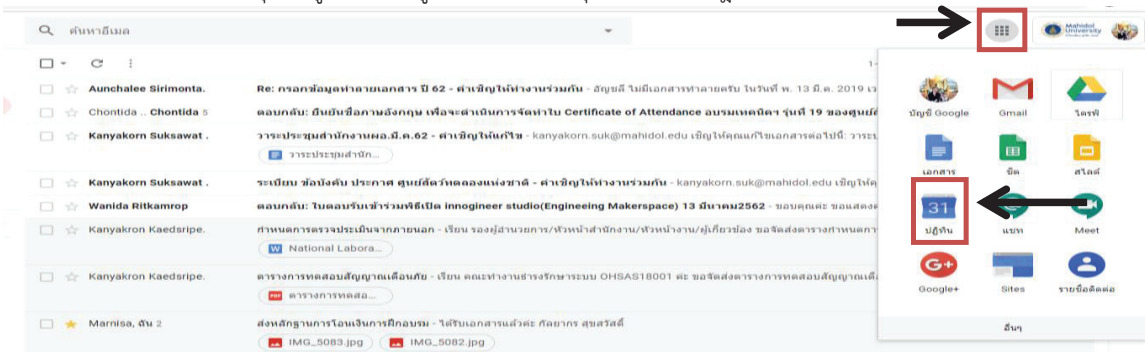 ค้นหาอีเมล
Mahidol University
1-
Aunchalee Sirimonta. Re: กรอกข้อมูลทำลายเอกสาร ปี 62 - คำเชิญให้ทำงานร่วมกัน - อัญชลี ไม่มีเอกสารทำลายครับ ในวันที่ พ. 13 มี.ค. 2019 เว
Chontida .. Chontida 5 ตอบกลับ: ยืนยันชื่อภาษาอังกฤษ เพื่อจะดำเนินการจัดทำใบ Certificate of Attendance อบรมเทคนิคฯ รุ่นที่ 19 ของศูนย์
Kanyakorn Suksawat . วาระประชุมสำนักงานผอ.มี.ค.62 - คำเชิญให้แก้ไข - kanyakorn.suk@mahidol.edu เชิญให้คุณแก้ไขเอกสารต่อไปนี้: วาระ
วาระประชุมสำนัก...
Kanyakorn Suksawat . ระเบียบ ข้อบังคับ ประกาศ ศูนย์สัตว์ทดลองแห่งชาติ - คำเชิญให้ทำงานร่วมกัน - kanyakorn.suk@mahidol.edu เชิญให้คุ
Wanida Ritkamrop ตอบกลับ: ใบตอบรับเข้าร่วมพิธีเปิด innogineer studio(Engineeing Makerspace) 13 มีนาคม2562 - ขอบคุณค่ะ ขอแสดง
Kanyakron Kaedsripe. กำหนดการตรวจประเมินจากภายนอก - เรียน รองผู้อำนวยการ/หัวหน้าสำนักงาน/หัวหน้างาน/ผู้เกี่ยวข้อง ขอจัดส่งตารางกำหนดกา
National Labora...
Kanyakron Kaedsripe. ตารางการทดสอบสัญญาณเตือนภัย - เรียน คณะทำงานธำรงรักษาระบบ OHSAS18001 ค่ะ ขอจัดส่งตารางการทดสอบสัญญาณเตื
PDF ตารางการทดสอ...
Marnisa, ฉัน 2 ส่งหลักฐานการโอนเงินการฝึกอบรม - ได้รับเอกสารแล้วค่ะ กัลยากร สุขสวัสดิ์
IMG_5083.jpg IMG_5082.jpg
บัญชี Google Gmail ไดรฟ์
เอกสาร ชีต สไลด์
31
ปฏิทิน แชท Meet
G+
Google+ Sites รายชื่อติดต่อ
อื่นๆ